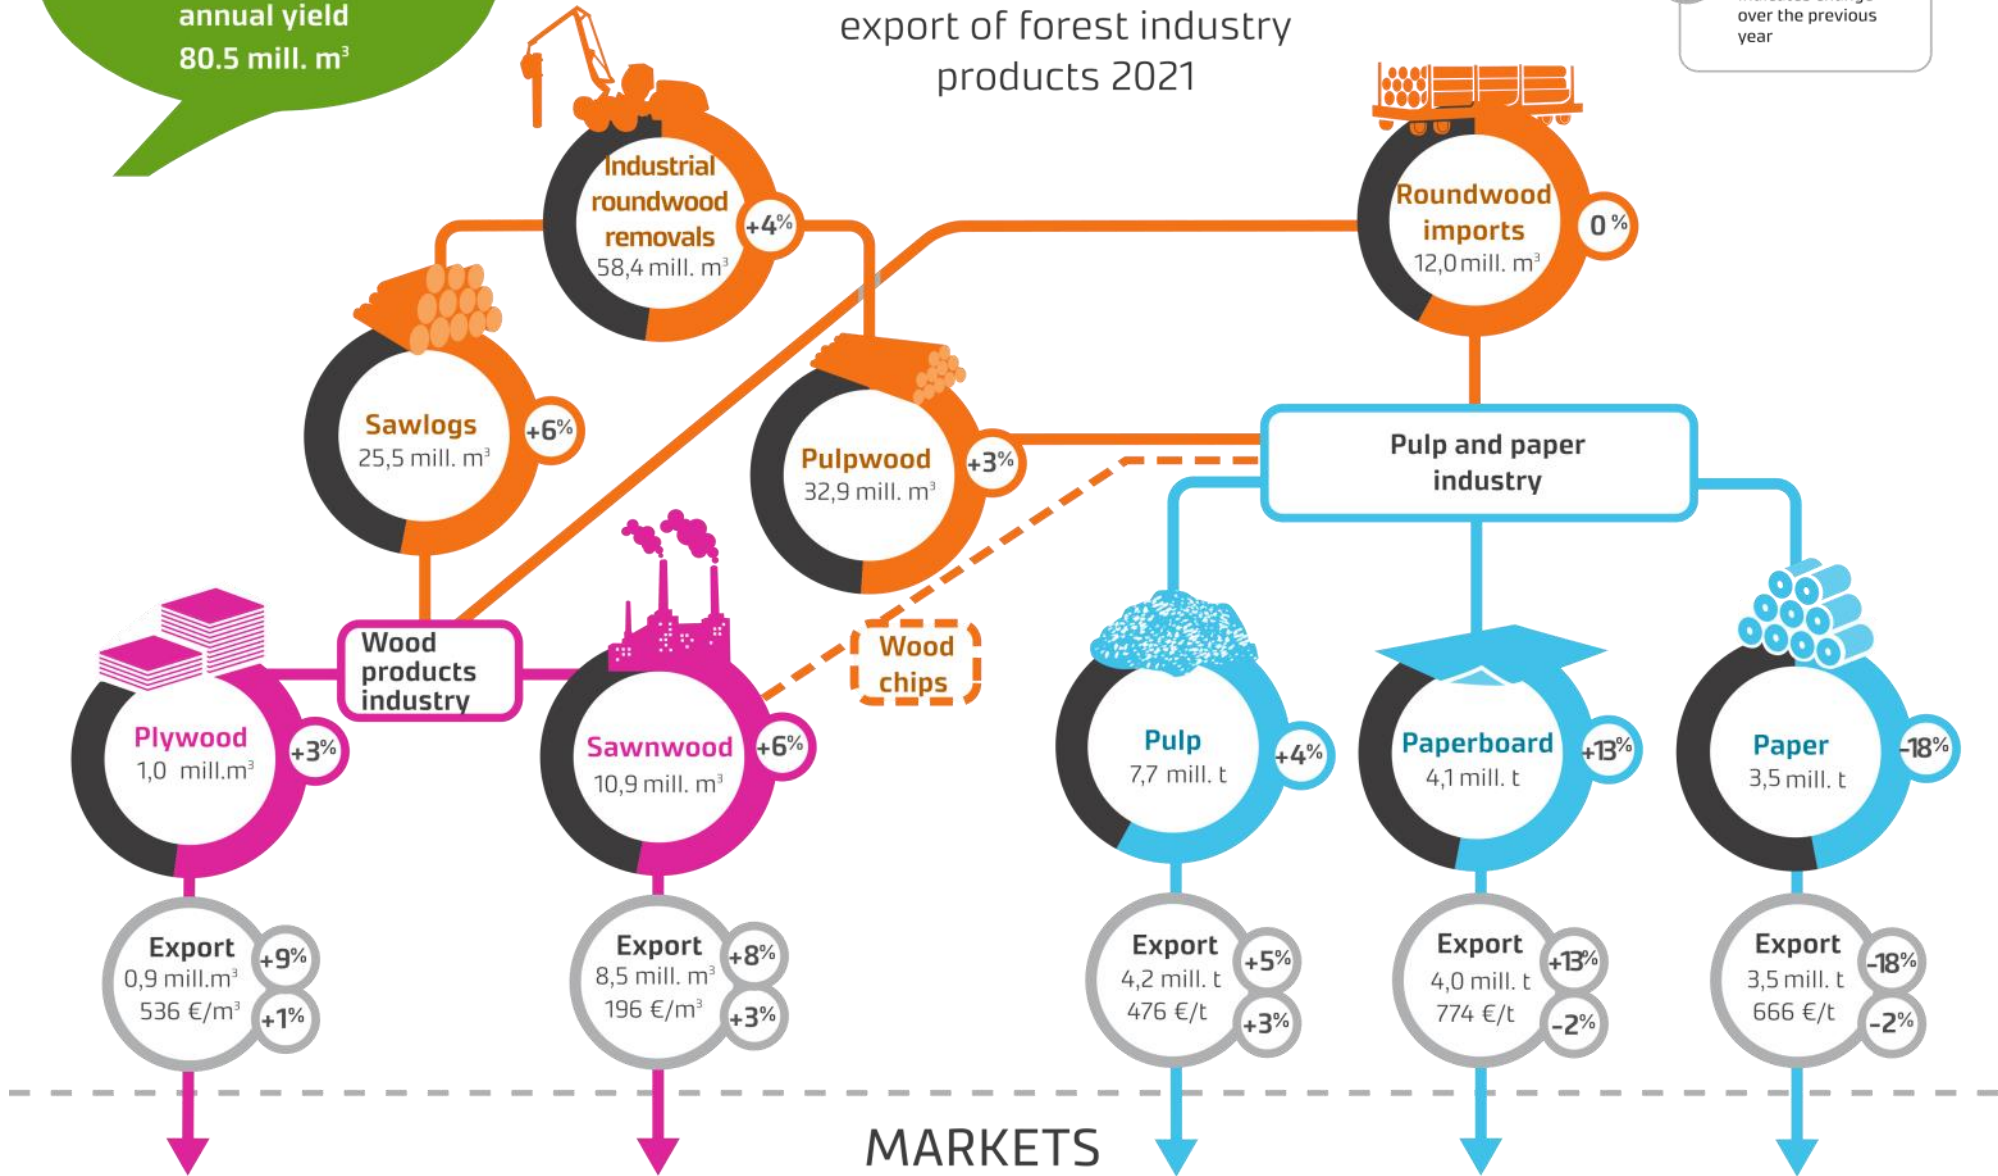 annual yield
80.5 mill. m³
export of forest industry
products 2021
over the previous
year
Industrial
roundwood
removals
58,4 mill. m³
+4%
Roundwood
imports
12,0 mill. m³
0 %
Sawlogs
25,5 mill. m³
+6%
Pulpwood
32,9 mill. m³
+3%
Pulp and paper
industry
Wood
products
industry
Wood
chips
Plywood
1,0 mill.m³
+3%
Sawnwood
10,9 mill. m³
+6%
Pulp
7,7 mill. t
+4%
Paperboard
4,1 mill. t
+13%
Paper
3,5 mill. t
-18%
Export
0,9 mill.m³
536 €/m³
+9%
+1%
Export
8,5 mill. m³
196 €/m³
+8%
+3%
Export
4,2 mill. t
476 €/t
+5%
+3%
Export
4,0 mill. t
774 €/t
+13%
-2%
Export
3,5 mill. t
666 €/t
-18%
-2%
MARKETS